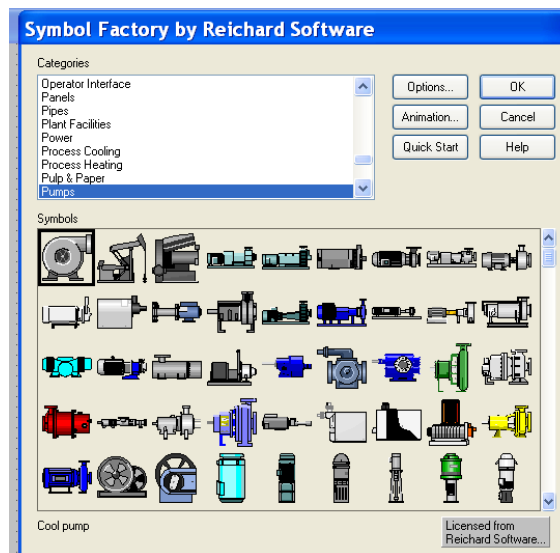 Symbol Factory by Reichard Software
Categories
Operator Interface
Panels
Pipes
Plant Facilities
Power
Process Cooling
Process Heating
Pulp & Paper
Pumps
Options...
OK
Animation...
Cancel
Quick Start
Help
Symbols
Cool pump
Licensed from
Reichard Software...